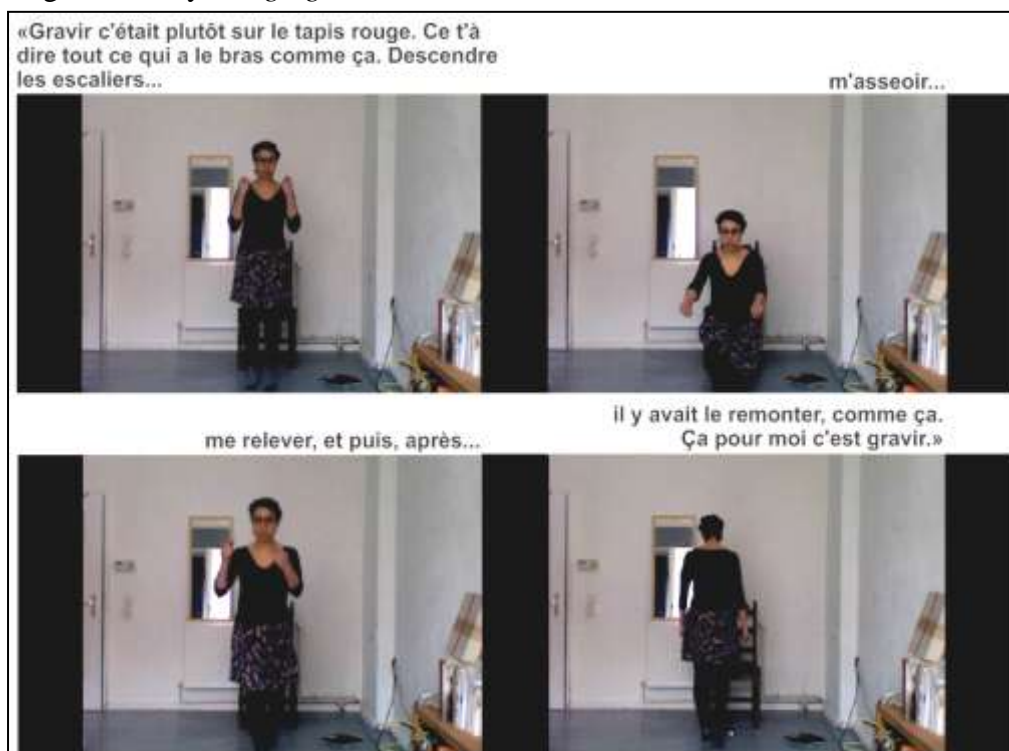 «Gravir c'était plutôt sur le tapis rouge. Ce t'à
dire tout ce qui a le bras comme ça. Descendre
les escaliers...
m'asseoir...
me relever, et puis, après...
il y avait le remonter, comme ça.
Ça pour moi c'est gravir.»